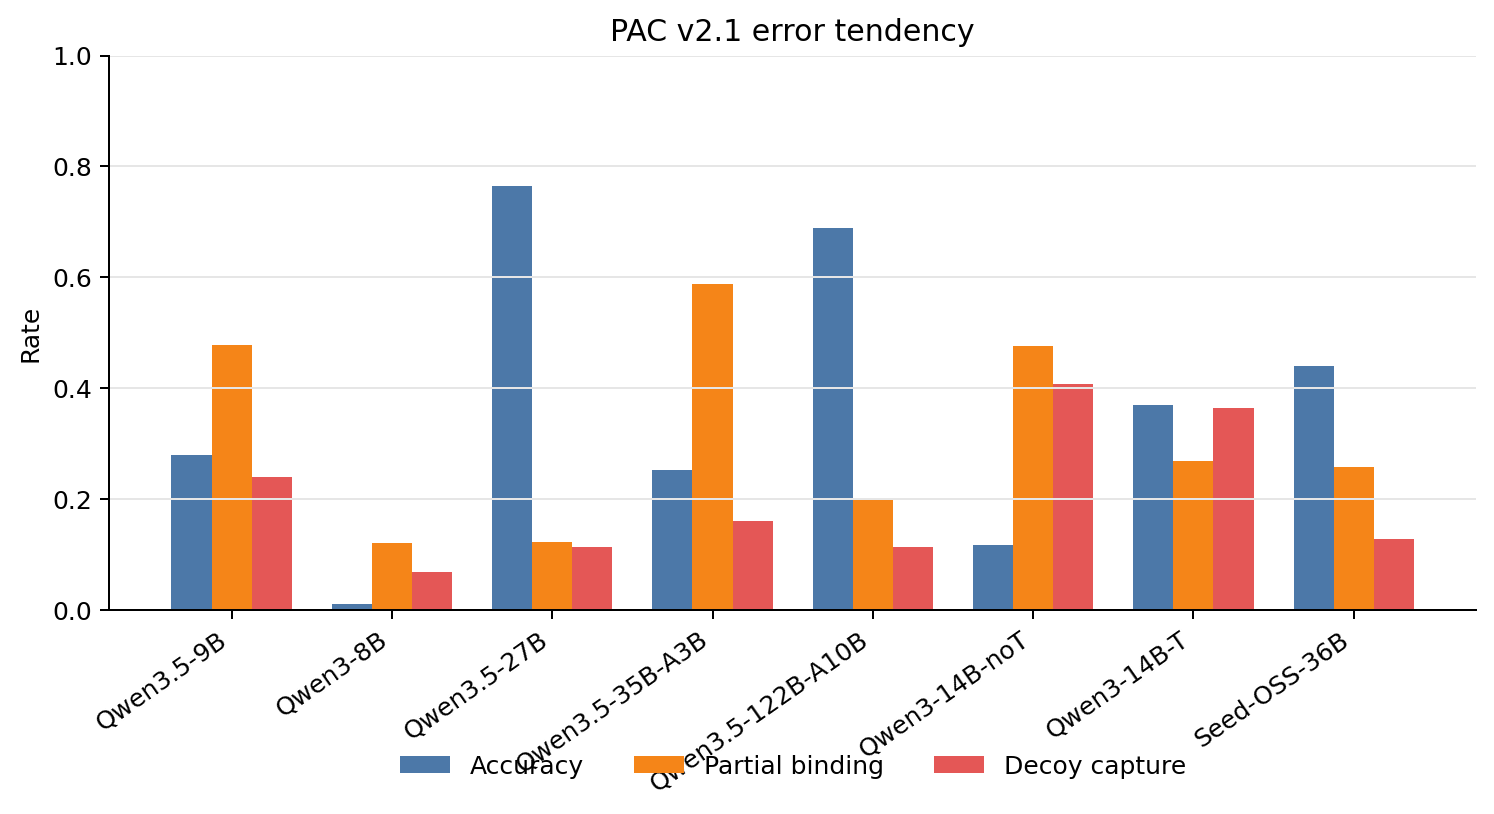 PAC v2.1 error tendency
1.0
0.8
0.6
0.4
0.2
0.0
Rate
Qwen3.5-9B
Qwen3-8B
Qwen3.5-27B
Qwen3.5-35B-A3B
Qwen3.5-122B-A10B
Qwen3-14B-noT
Qwen3-14B-T
Seed-OSS-36B
Accuracy
Partial binding
Decoy capture